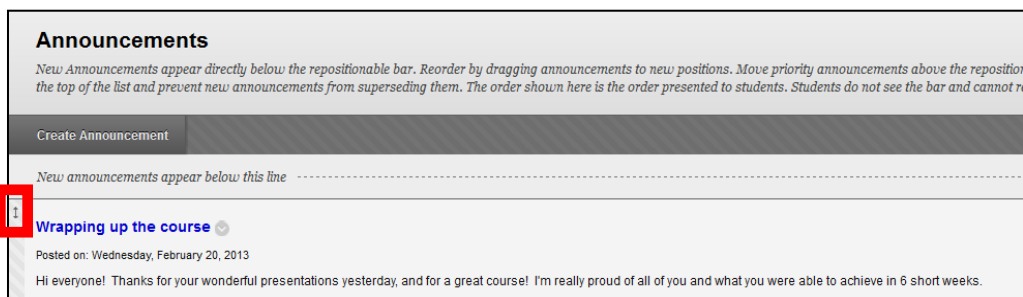 Announcements
New Announcements appear directly below the repositionable bar. Reorder by dragging announcements to new positions. Move priority announcements above the reposition
the top of the list and prevent new announcements from superseding them. The order shown here is the order presented to students. Students do not see the bar and cannot re
Create Announcement
New announcements appear below this line
Wrapping up the course
Posted on: Wednesday, February 20, 2013
Hi everyone! Thanks for your wonderful presentations yesterday, and for a great course! I'm really proud of all of you and what you were able to achieve in 6 short weeks.